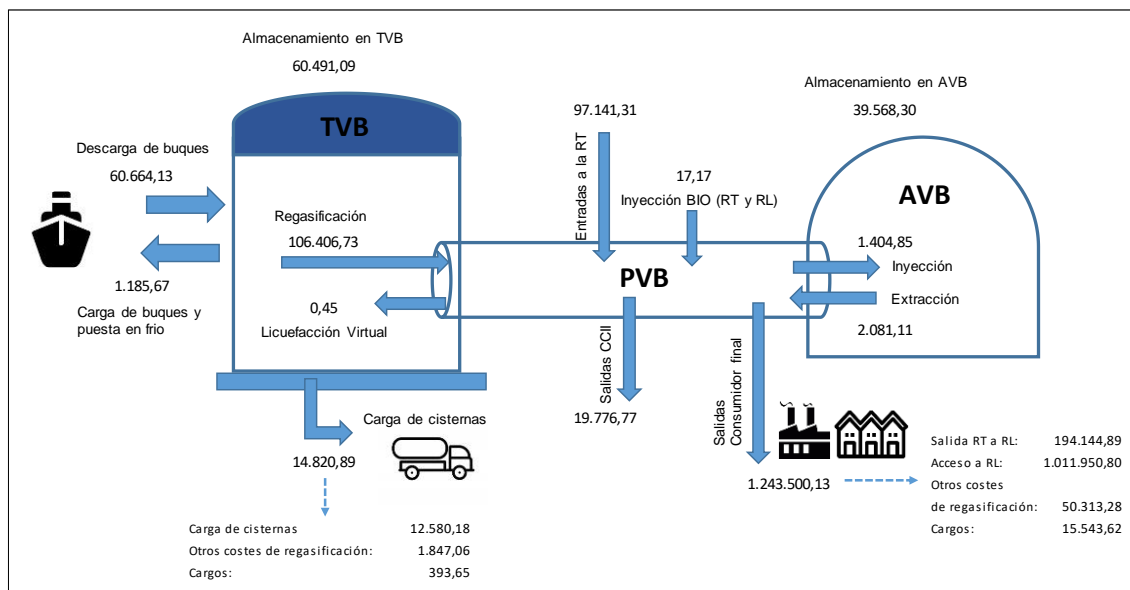 Almacenamiento en TVB
60.491,09
TVB
Descarga de buques
60.664,13
1.185,67
Carga de buques y
puesta en frio
Regasificación
106.406,73
0,45
Licuefacción Virtual
Carga de cisternas
14.820,89
Carga de cisternas 12.580,18
Otros costes de regasificación: 1.847,06
Cargos: 393,65
97.141,31
Entradas a la RT
17,17
Inyección BIO (RT y RL)
PVB
Salidas CCII
19.776,77
Salidas
Consumidor final
1.243.500,13
Almacenamiento en AVB
39.568,30
AVB
1.404,85
Inyección
Extracción
2.081,11
Salida RT a RL: 194.144,89
Acceso a RL: 1.011.950,80
Otros costes
de regasificación: 50.313,28
Cargos: 15.543,62